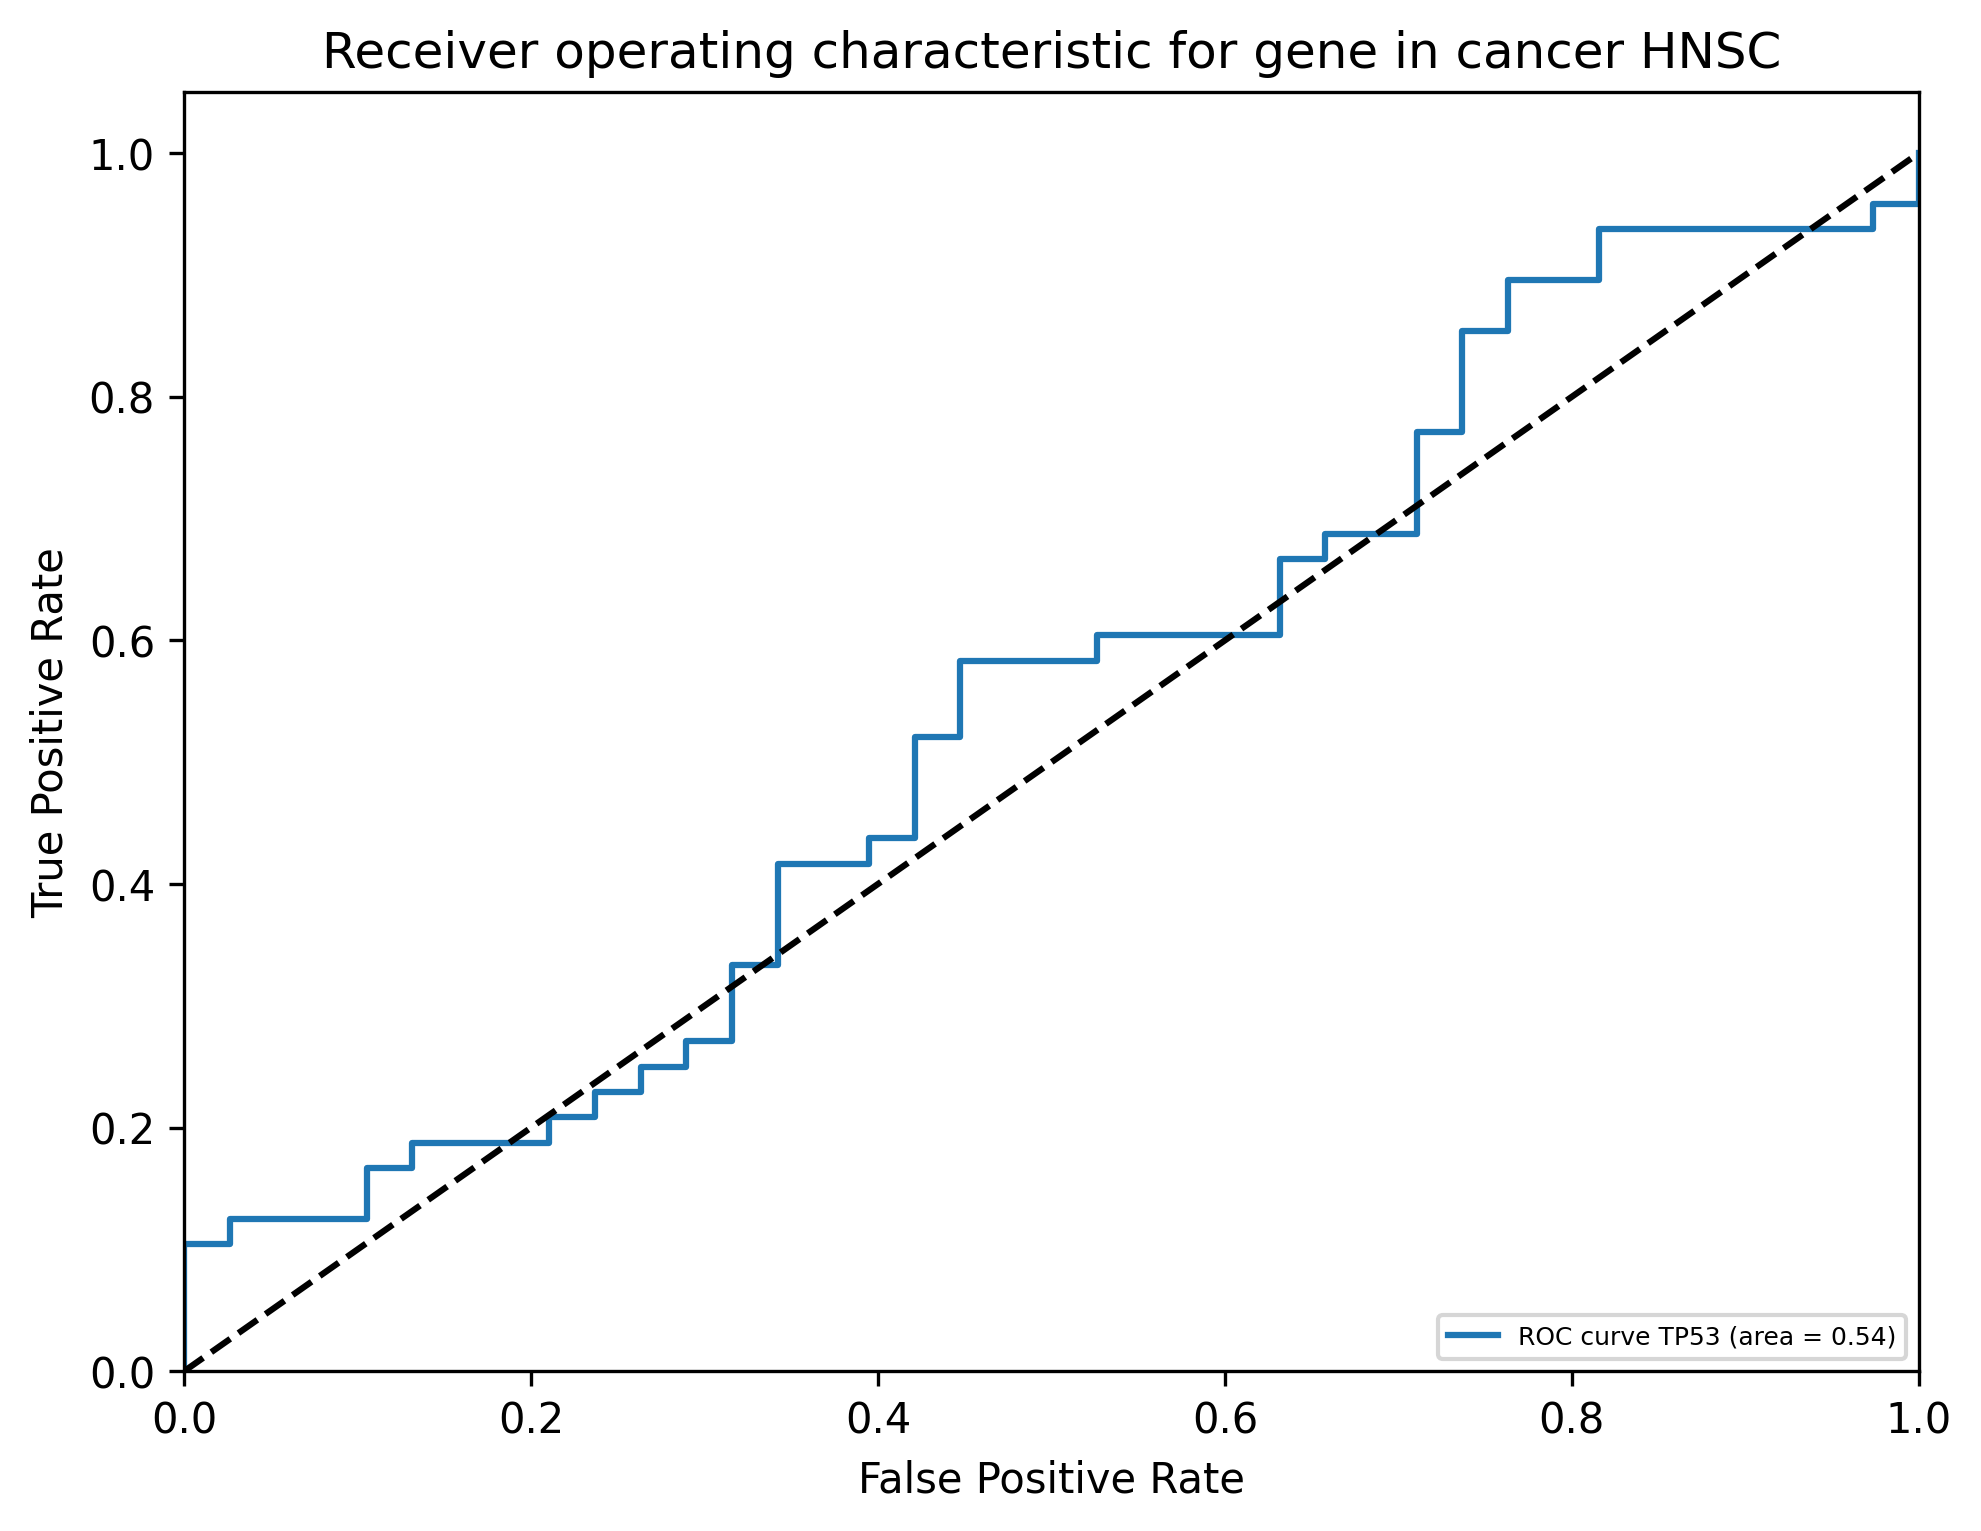 Receiver operating characteristic for gene in cancer HNSC
True Positive Rate
1.0
0.8
0.6
0.4
0.2
0.0
ROC curve TP53 (area = 0.54)
0.0 0.2 0.4 0.6 0.8 1.0
False Positive Rate